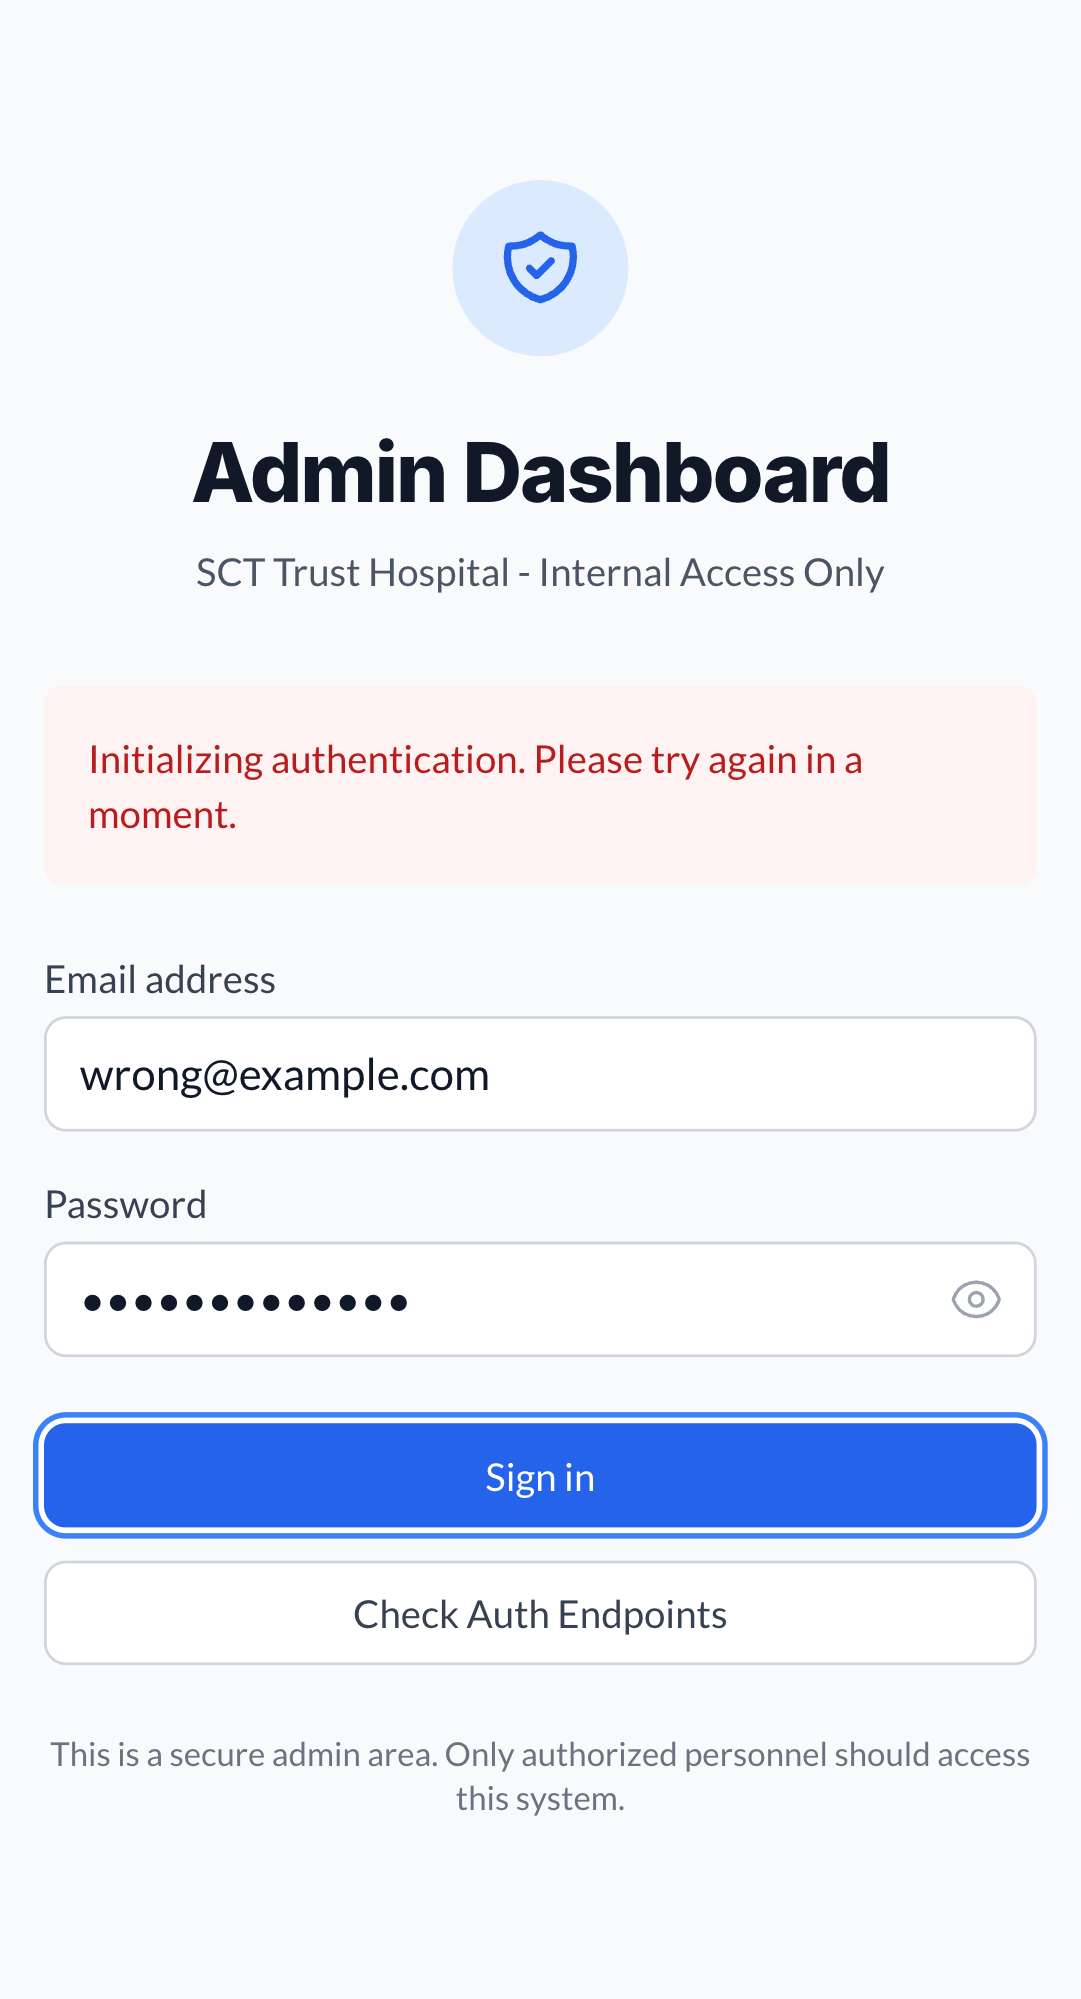 Admin Dashboard
SCT Trust Hospital - Internal Access Only
Initializing authentication. Please try again in a
moment.
Email address
wrong@example.com
Password
•••••••••••••
Sign in
Check Auth Endpoints
This is a secure admin area. Only authorized personnel should access
this system.